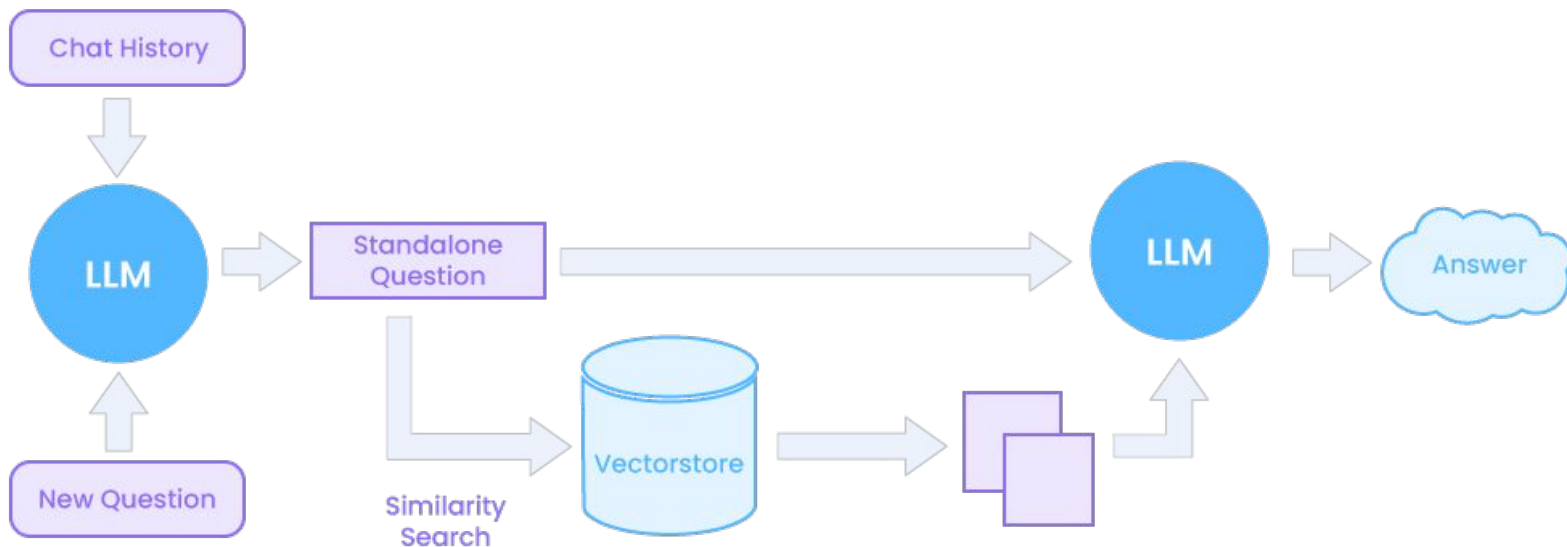 Chat History
LLM
New Question
Standalone
Question
Similarity
Search
Vectorstore
LLM
Answer